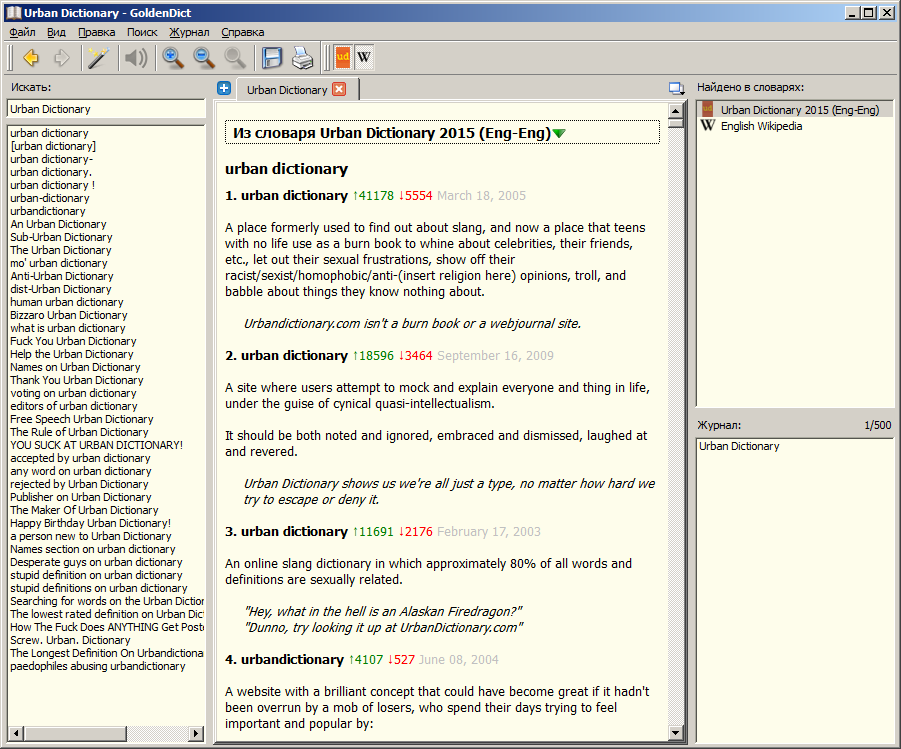 Urban Dictionary - GoldenDict
Файл Вид Правка Поиск Журнал Справка
ud W
Искать:
Urban Dictionary
urban dictionary
[urban dictionary]
urban dictionary-
urban dictionary.
urban dictionary !
urban-dictionary
urbandictionary
An Urban Dictionary
Sub-Urban Dictionary
The Urban Dictionary
mo' urban dictionary
Anti-Urban Dictionary
dist-Urban Dictionary
human urban dictionary
Bizzaro Urban Dictionary
what is urban dictionary
Fuck You Urban Dictionary
Help the Urban Dictionary
Names on Urban Dictionary
Thank You Urban Dictionary
voting on urban dictionary
editors of urban dictionary
Free Speech Urban Dictionary
The Rule of Urban Dictionary
YOU SUCK AT URBAN DICTIONARY!
accepted by urban dictionary
any word on urban dictionary
rejected by Urban Dictionary
Publisher on Urban Dictionary
The Maker Of Urban Dictionary
Happy Birthday Urban Dictionary!
a person new to Urban Dictionary
Names section on urban dictionary
Desperate guys on urban dictionary
stupid definition on urban dictionary
stupid definitions on urban dictionary
Searching for words on the Urban Diction
The lowest rated definition on Urban Dict
How The Fuck Does ANYTHING Get Poste
Screw. Urban. Dictionary
The Longest Definition On Urbandictiona
paedophiles abusing urbandictionary
Urban Dictionary
Из словаря Urban Dictionary 2015 (Eng-Eng)
urban dictionary
1. urban dictionary ↑41178 ↓5554 March 18, 2005
A place formerly used to find out about slang, and now a place that teens
with no life use as a burn book to whine about celebrities, their friends,
etc., let out their sexual frustrations, show off their
racist/sexist/homophobic/anti-(insert religion here) opinions, troll, and
babble about things they know nothing about.
Urbandictionary.com isn't a burn book or a webjournal site.
2. urban dictionary ↑18596 ↓3464 September 16, 2009
A site where users attempt to mock and explain everyone and thing in life,
under the guise of cynical quasi-intellectualism.
It should be both noted and ignored, embraced and dismissed, laughed at
and revered.
Urban Dictionary shows us we're all just a type, no matter how hard we
try to escape or deny it.
3. urban dictionary ↑11691 ↓2176 February 17, 2003
An online slang dictionary in which approximately 80% of all words and
definitions are sexually related.
"Hey, what in the hell is an Alaskan Firedragon?"
"Dunno, try looking it up at UrbanDictionary.com"
4. urbandictionary ↑4107 ↓527 June 08, 2004
A website with a brilliant concept that could have become great if it hadn't
been overrun by a mob of losers, who spend their days trying to feel
important and popular by:
Найдено в словарях:
ud Urban Dictionary 2015 (Eng-Eng)
W English Wikipedia
Журнал: 1/500
Urban Dictionary